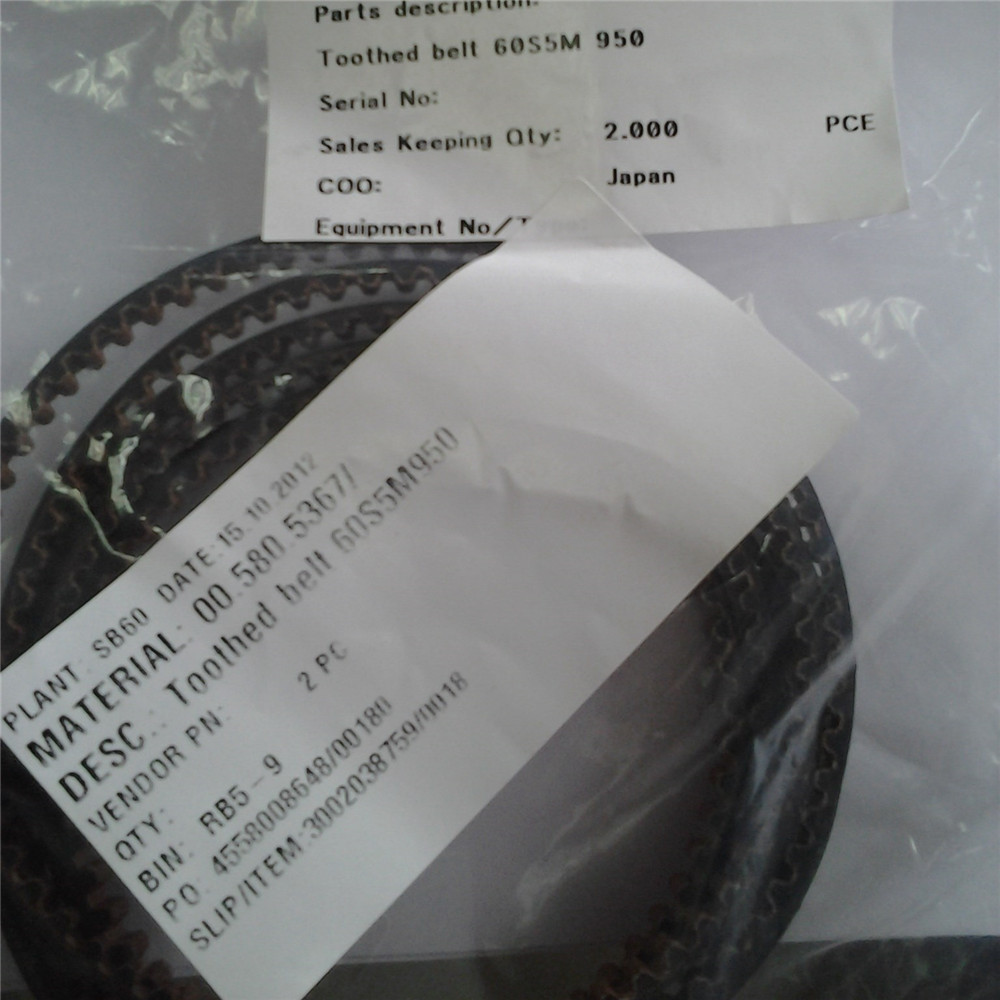 Parts description:
Toothed belt 60S5M 950
Serial No:
Sales Keeping Qty: 2.000 PCE
COO: Japan
Equipment No/
PLANT: SB60 DATE:15.10.2012
MATERIAL: 00.580.5367/
DESC.: Toothed belt 60S5M950
VENDOR PN:
QTY: 2 PC
BIN: RB5-9
PO: 4558008648/00180
SLIP/ITEM:3002038759/0018